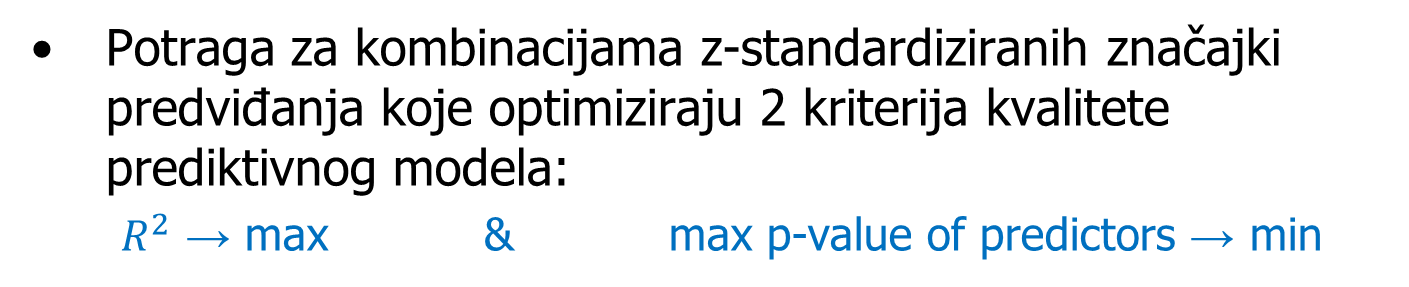 • Potraga za kombinacijama z-standardiziranih značajki
predviđanja koje optimiziraju 2 kriterija kvalitete
prediktivnog modela:
R² → max & max p-value of predictors → min